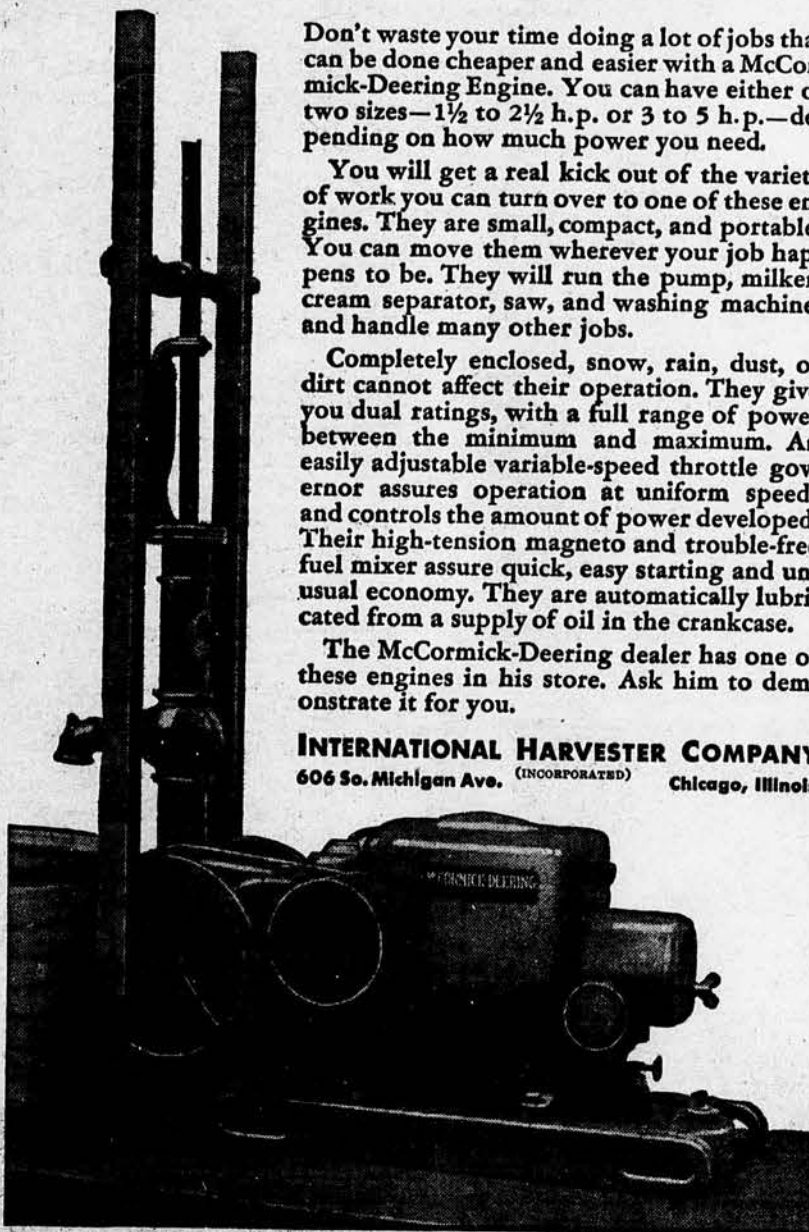 Don't waste your time doing a lot of jobs tha
can be done cheaper and easier with a McCor
mick-Deering Engine. You can have either o
two sizes—1½ to 2½ h.p. or 3 to 5 h.p.—de
pending on how much power you need.
You will get a real kick out of the variet
of work you can turn over to one of these en
gines. They are small, compact, and portable
You can move them wherever your job hap
pens to be. They will run the pump, milker
cream separator, saw, and washing machine
and handle many other jobs.
Completely enclosed, snow, rain, dust, o
dirt cannot affect their operation. They giv
you dual ratings, with a full range of powe
between the minimum and maximum. An
easily adjustable variable-speed throttle gov
ernor assures operation at uniform speed
and controls the amount of power developed
Their high-tension magneto and trouble-free
fuel mixer assure quick, easy starting and un
usual economy. They are automatically lubri
cated from a supply of oil in the crankcase.
The McCormick-Deering dealer has one o
these engines in his store. Ask him to dem
onstrate it for you.
INTERNATIONAL HARVESTER COMPANY
606 So. Michigan Ave. (INCORPORATED) Chicago, Illinois
McCORMICK-DEERING